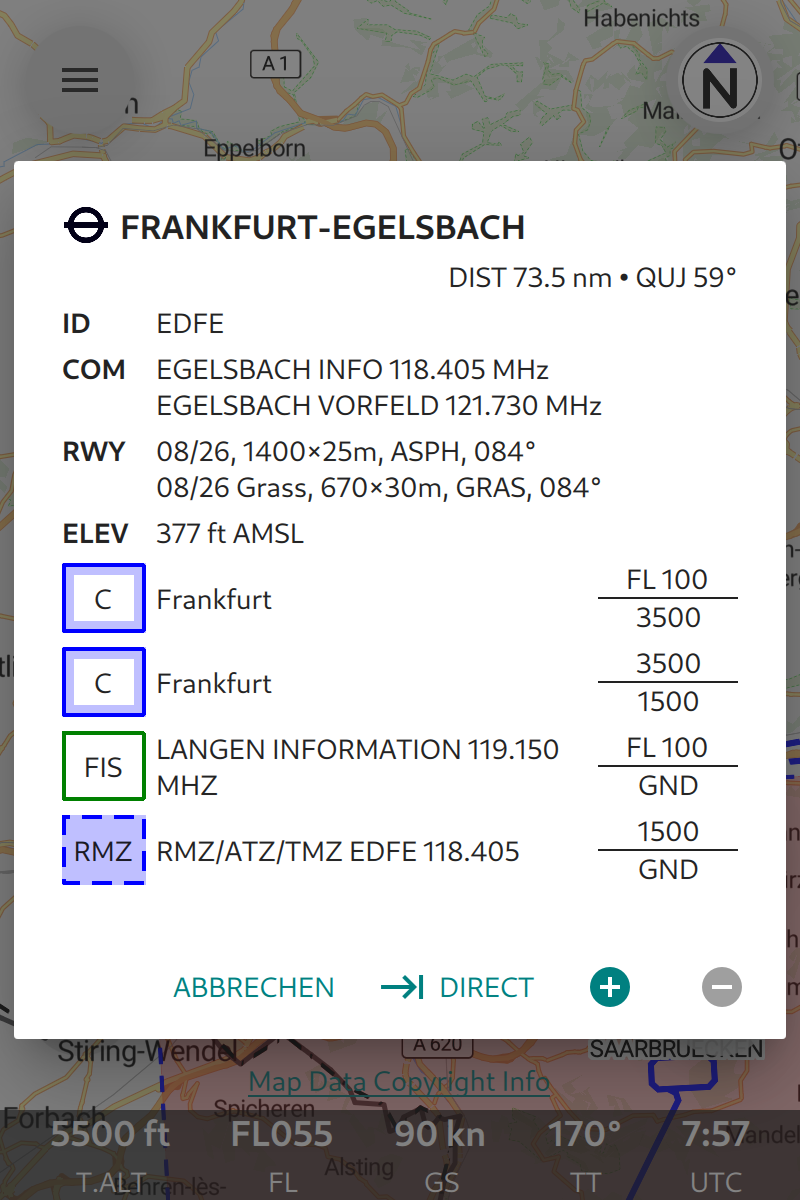 Habenichts
A 1
N
Eppelborn
FRANKFURT-EGELSBACH
DIST 73.5 nm • QUJ 59°
ID EDFE
COM EGELSBACH INFO 118.405 MHz
EGELSBACH VORFELD 121.730 MHz
RWY 08/26, 1400×25m, ASPH, 084°
08/26 Grass, 670×30m, GRAS, 084°
ELEV 377 ft AMSL
C Frankfurt FL 100
3500
C Frankfurt 3500
1500
FIS LANGEN INFORMATION 119.150 MHZ FL 100
GND
RMZ RMZ/ATZ/TMZ EDFE 118.405 1500
GND
ABBRECHEN DIRECT
Stiring-Wendel
A 620
SAARBRUECKEN
Map Data Copyright Info
Forbach
Spicheren
5500 ft FL055 90 kn 170° 7:57
Alsting
Behren-lès-
T.ALT FL GS TT UTC